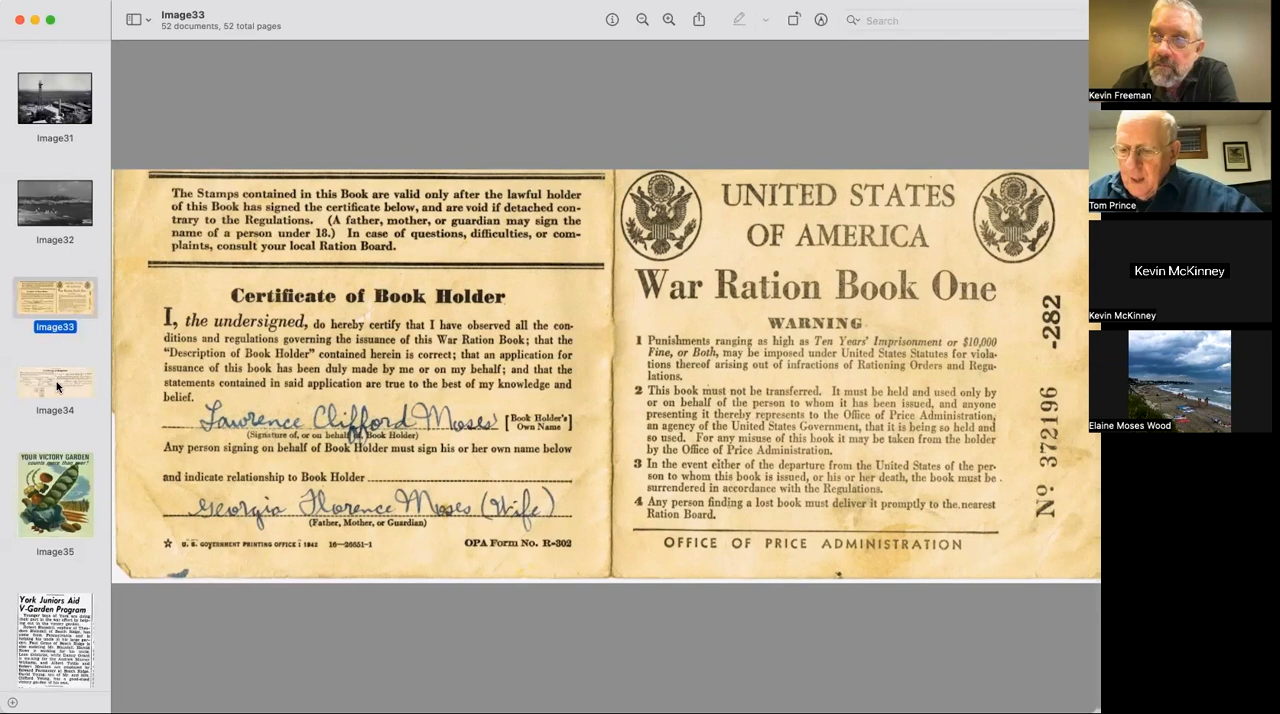 Image33
52 documents, 52 total pages
Search
Image31
Image32
Image33
Image34
YOUR VICTORY GARDEN
counts more than ever!
Image35
York Juniors Aid
V-Garden Program
The Stamps contained in this Book are valid only after the lawful holder
of this Book has signed the certificate below, and are void if detached con-
trary to the Regulations. (A father, mother, or guardian may sign the
name of a person under 18.) In case of questions, difficulties, or com-
plaints, consult your local Ration Board.
Certificate of Book Holder
I, the undersigned, do hereby certify that I have observed all the con-
ditions and regulations governing the issuance of this War Ration Book; that the
"Description of Book Holder" contained herein is correct; that an application for
issuance of this book has been duly made by me or on my behalf; and that the
statements contained in said application are true to the best of my knowledge and
belief.
Lawrence Clifford Moses [Book Holder's Own Name]
(Signature of, or on behalf of, Book Holder)
Any person signing on behalf of Book Holder must sign his or her own name below
and indicate relationship to Book Holder
Georgia Florence Moses (Wife)
(Father, Mother, or Guardian)
☆ U. S. GOVERNMENT PRINTING OFFICE : 1942 16-26651-1 OPA Form No. R-302
UNITED STATES
OF AMERICA
War Ration Book One
WARNING
1 Punishments ranging as high as Ten Years' Imprisonment or $10,000
Fine, or Both, may be imposed under United States Statutes for viola-
tions thereof arising out of infractions of Rationing Orders and Regu-
lations.
2 This book must not be transferred. It must be held and used only by
or on behalf of the person to whom it has been issued, and anyone
presenting it thereby represents to the Office of Price Administration,
an agency of the United States Government, that it is being so held and
so used. For any misuse of this book it may be taken from the holder
by the Office of Price Administration.
3 In the event either of the departure from the United States of the per-
son to whom this book is issued, or his or her death, the book must be
surrendered in accordance with the Regulations.
4 Any person finding a lost book must deliver it promptly to the nearest
Ration Board.
OFFICE OF PRICE ADMINISTRATION
Nº 372196 -282
Kevin Freeman
Tom Prince
Kevin McKinney
Kevin McKinney
Elaine Moses Wood